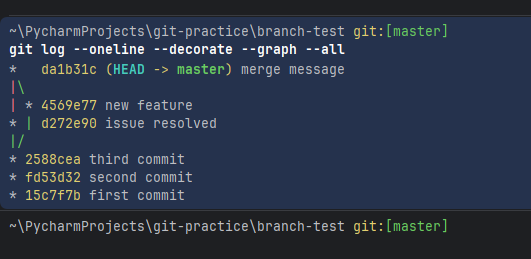 ~\PycharmProjects\git-practice\branch-test git:[master]
git log --oneline --decorate --graph --all
*   da1b31c (HEAD -> master) merge message
|\
| * 4569e77 new feature
* | d272e90 issue resolved
|/
* 2588cea third commit
* fd53d32 second commit
* 15c7f7b first commit
~\PycharmProjects\git-practice\branch-test git:[master]